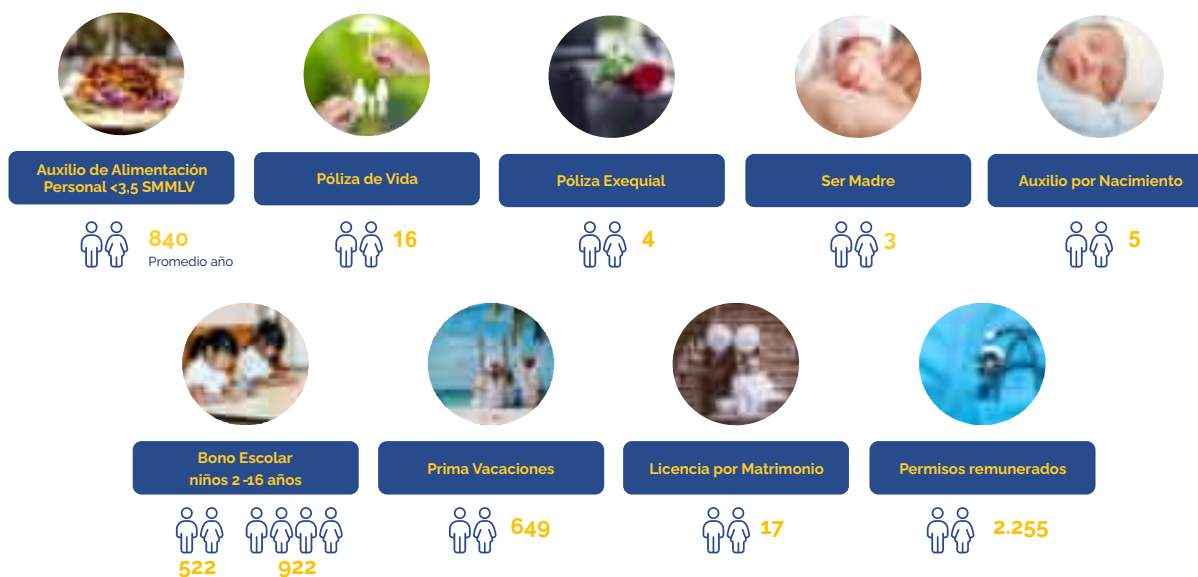 Auxilio de Alimentación
Personal <3,5 SMMLV
Póliza de Vida
Póliza Exequial
Ser Madre
Auxilio por Nacimiento
840
Promedio año
16
4
3
5
Bono Escolar
niños 2 -16 años
Prima Vacaciones
Licencia por Matrimonio
Permisos remunerados
522
922
649
17
2.255